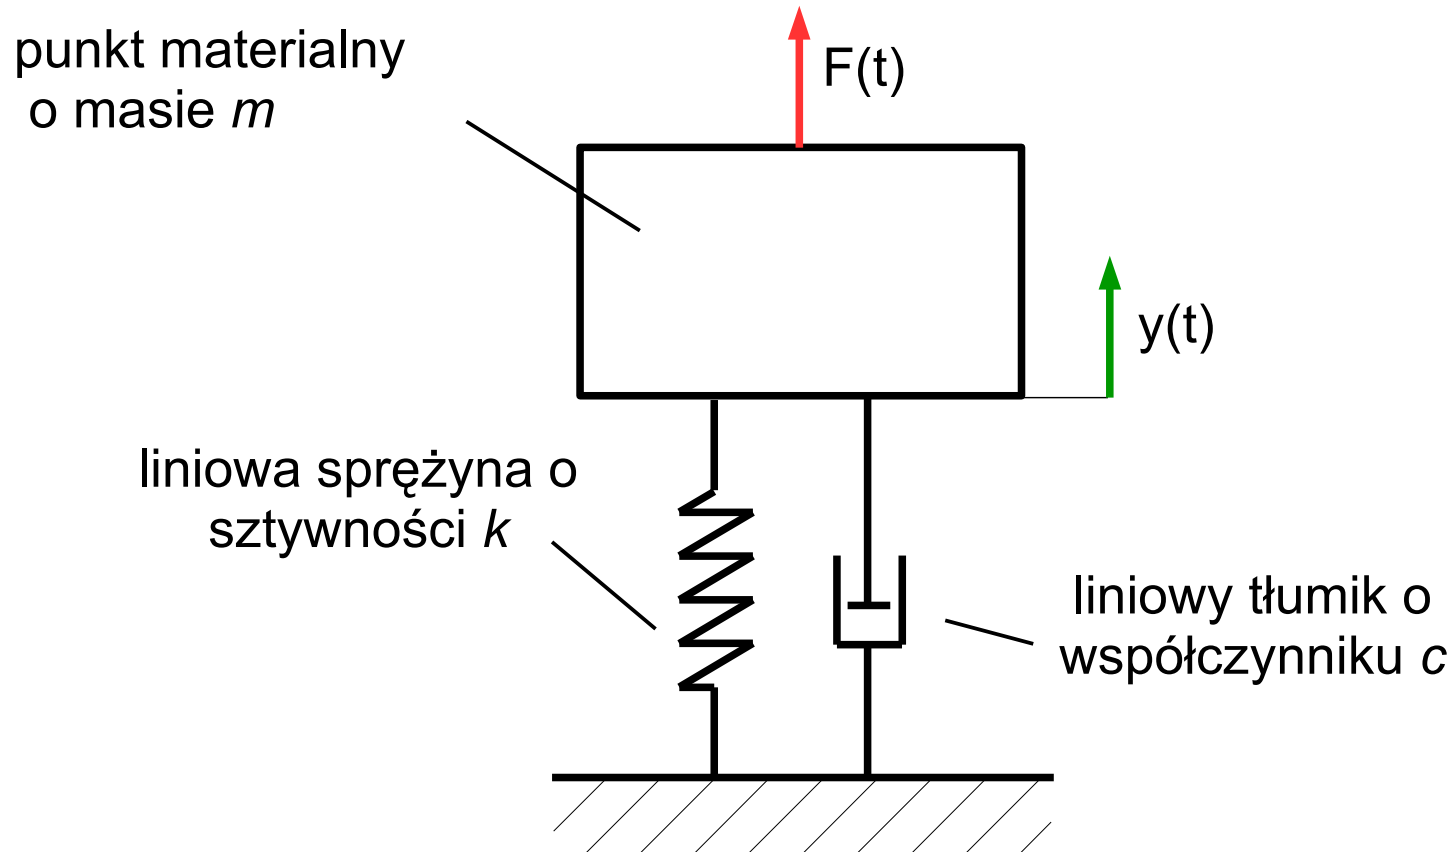 punkt materialny
o masie m
F(t)
y(t)
liniowa sprężyna o
sztywności k
liniowy tłumik o
współczynniku c